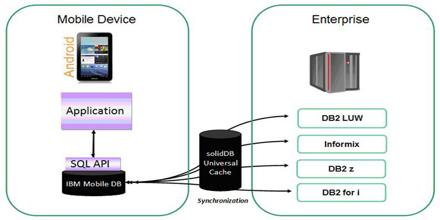 Mobile Device
Enterprise
Android
Application
SQL API
IBM Mobile DB
solidDB
Universal
Cache
Synchronization
DB2 LUW
Informix
DB2 z
DB2 for i